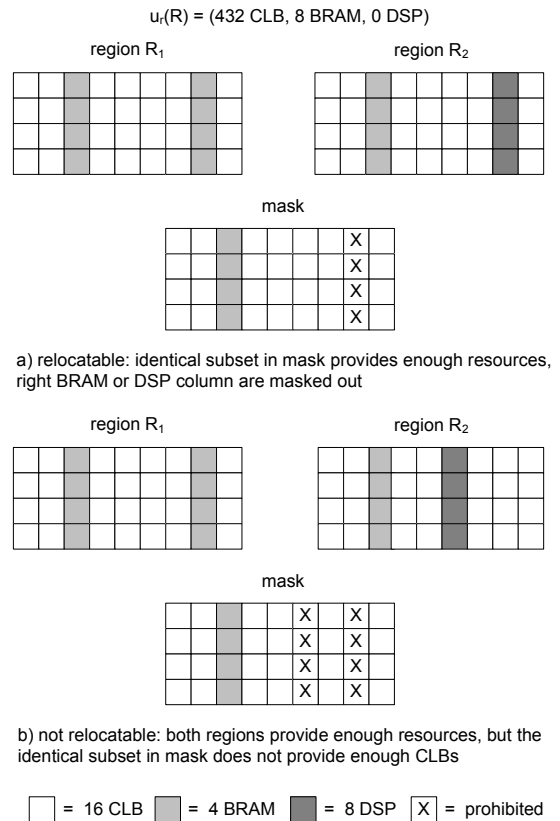 uᵣ(R) = (432 CLB, 8 BRAM, 0 DSP)
region R₁ region R₂
mask
X
X
X
X
a) relocatable: identical subset in mask provides enough resources,
right BRAM or DSP column are masked out
region R₁ region R₂
mask
X X
X X
X X
X X
b) not relocatable: both regions provide enough resources, but the
identical subset in mask does not provide enough CLBs
= 16 CLB = 4 BRAM = 8 DSP X = prohibited